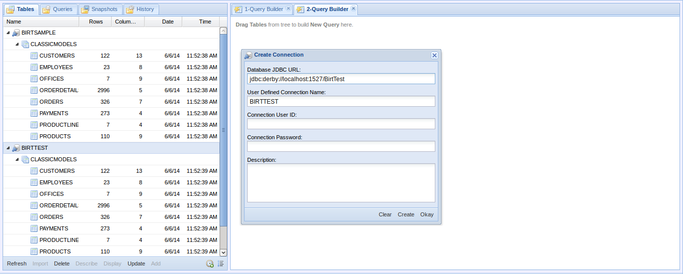 Tables Queries Snapshots History
Name Rows Colum... Date Time
BIRTSAMPLE
CLASSICMODELS
CUSTOMERS 122 13 6/6/14 11:52:38 AM
EMPLOYEES 23 8 6/6/14 11:52:38 AM
OFFICES 7 9 6/6/14 11:52:38 AM
ORDERDETAIL 2996 5 6/6/14 11:52:38 AM
ORDERS 326 7 6/6/14 11:52:38 AM
PAYMENTS 273 4 6/6/14 11:52:38 AM
PRODUCTLINE 7 4 6/6/14 11:52:38 AM
PRODUCTS 110 9 6/6/14 11:52:38 AM
BIRTTEST
CLASSICMODELS
CUSTOMERS 122 13 6/6/14 11:52:39 AM
EMPLOYEES 23 8 6/6/14 11:52:39 AM
OFFICES 7 9 6/6/14 11:52:39 AM
ORDERDETAIL 2996 5 6/6/14 11:52:39 AM
ORDERS 326 7 6/6/14 11:52:39 AM
PAYMENTS 273 4 6/6/14 11:52:39 AM
PRODUCTLINE 7 4 6/6/14 11:52:39 AM
PRODUCTS 110 9 6/6/14 11:52:39 AM
Refresh Import Delete Describe Display Update Add
1-Query Builder 2-Query Builder
Drag Tables from tree to build New Query here.
Create Connection
Database JDBC URL:
jdbc:derby://localhost:1527/BirtTest
User Defined Connection Name:
BIRTTEST
Connection User ID:
Connection Password:
Description:
Clear Create Okay